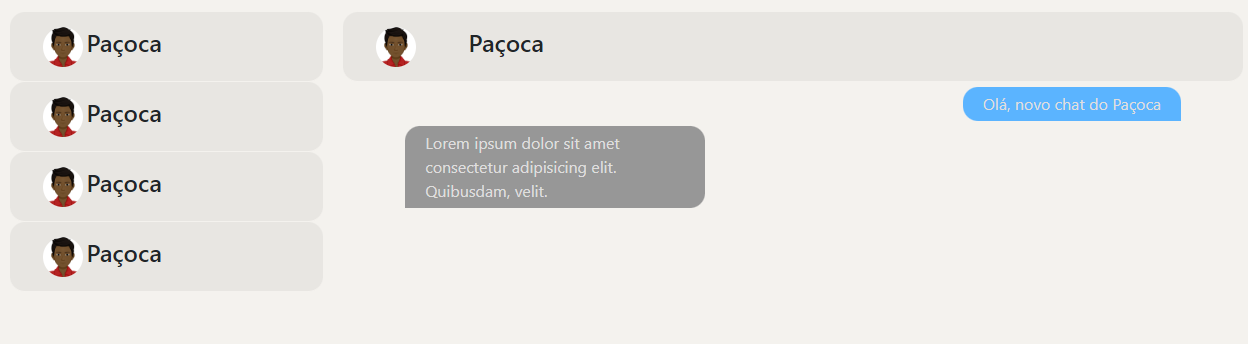 Paçoca
Paçoca
Paçoca
Paçoca
Paçoca
Olá, novo chat do Paçoca
Lorem ipsum dolor sit amet
consectetur adipisicing elit.
Quibusdam, velit.